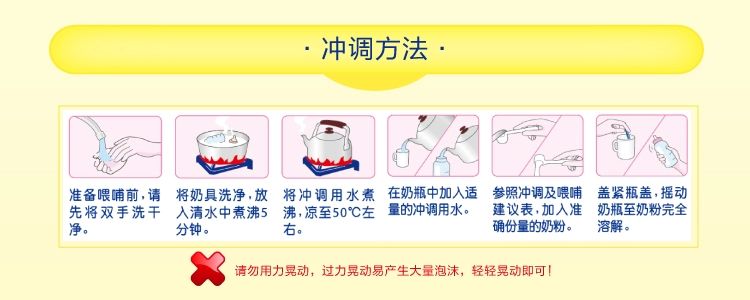 ·冲调方法·
准备喂哺前，请
先将双手洗干
净。
将奶具洗净，放
入清水中煮沸5
分钟。
将冲调用水煮
沸，凉至50℃左
右。
在奶瓶中加入适
量的冲调用水。
参照冲调及喂哺
建议表，加入准
确份量的奶粉。
盖紧瓶盖，摇动
奶瓶至奶粉完全
溶解。
请勿用力晃动，过力晃动易产生大量泡沫，轻轻晃动即可！